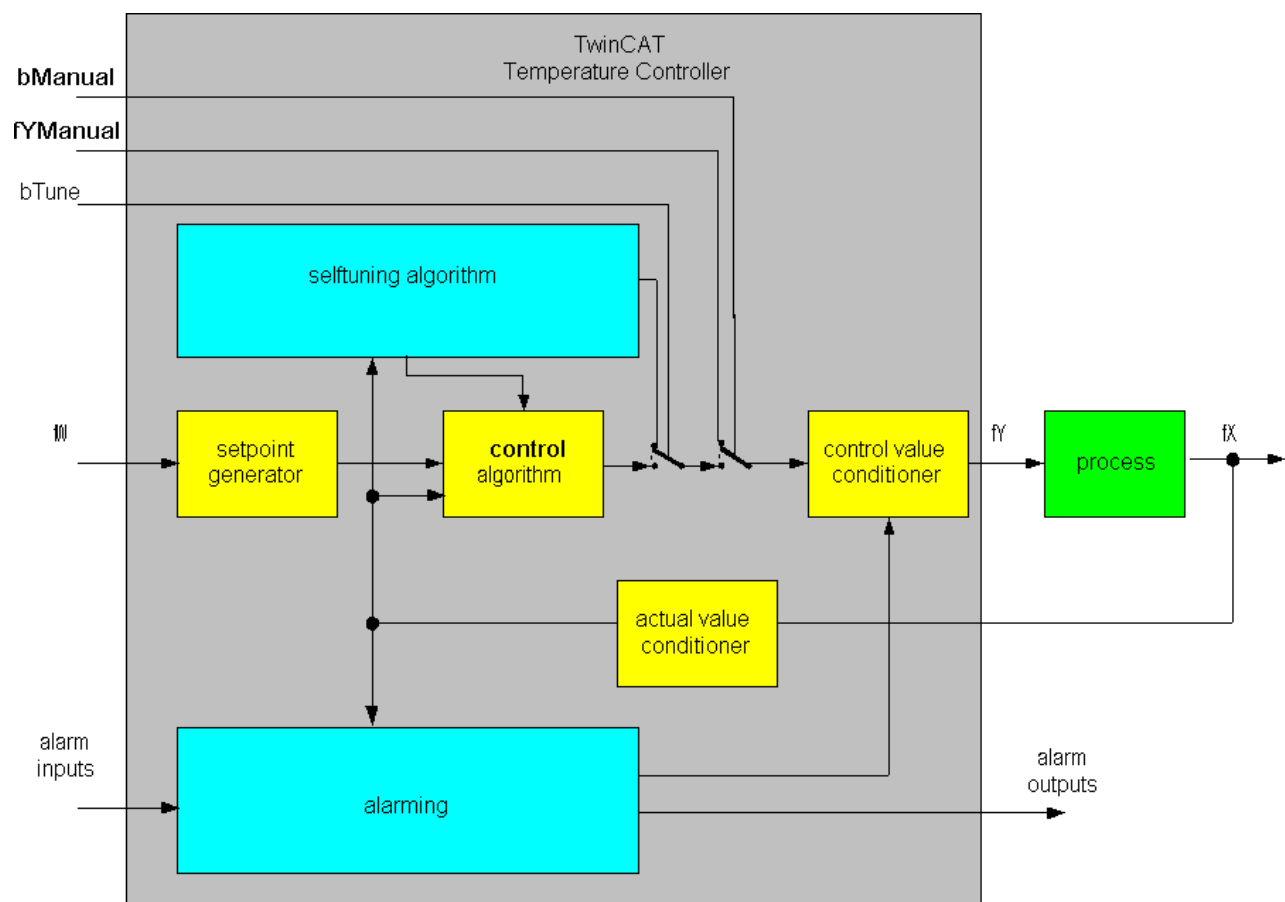 TwinCAT
Temperature Controller
bManual
fYManual
bTune
selftuning algorithm
fW
setpoint
generator
control
algorithm
control value
conditioner
fY
process
fX
actual value
conditioner
alarm
inputs
alarming
alarm
outputs